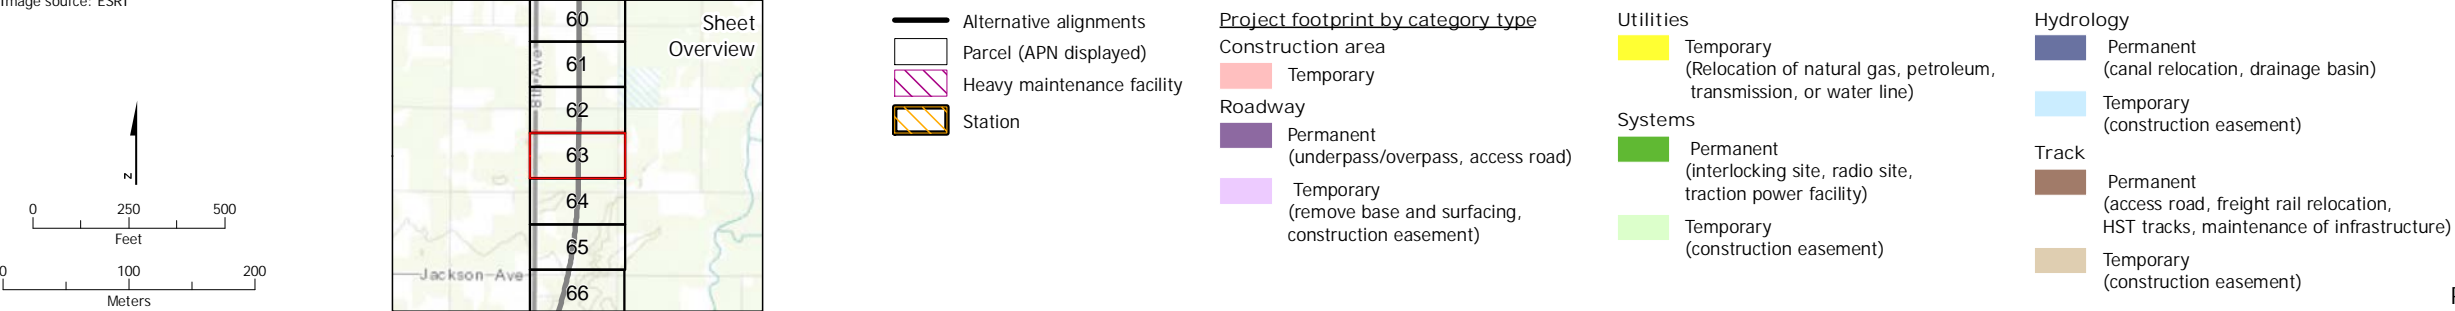 Image source: ESRI
N
0 250 500
Feet
0 100 200
Meters
Sheet
Overview
8th Ave
60
61
62
63
64
65
66
Jackson Ave
Alternative alignments
Parcel (APN displayed)
Heavy maintenance facility
Station
Project footprint by category type
Construction area
Temporary
Roadway
Permanent
(underpass/overpass, access road)
Temporary
(remove base and surfacing,
construction easement)
Utilities
Temporary
(Relocation of natural gas, petroleum,
transmission, or water line)
Systems
Permanent
(interlocking site, radio site,
traction power facility)
Temporary
(construction easement)
Hydrology
Permanent
(canal relocation, drainage basin)
Temporary
(construction easement)
Track
Permanent
(access road, freight rail relocation,
HST tracks, maintenance of infrastructure)
Temporary
(construction easement)